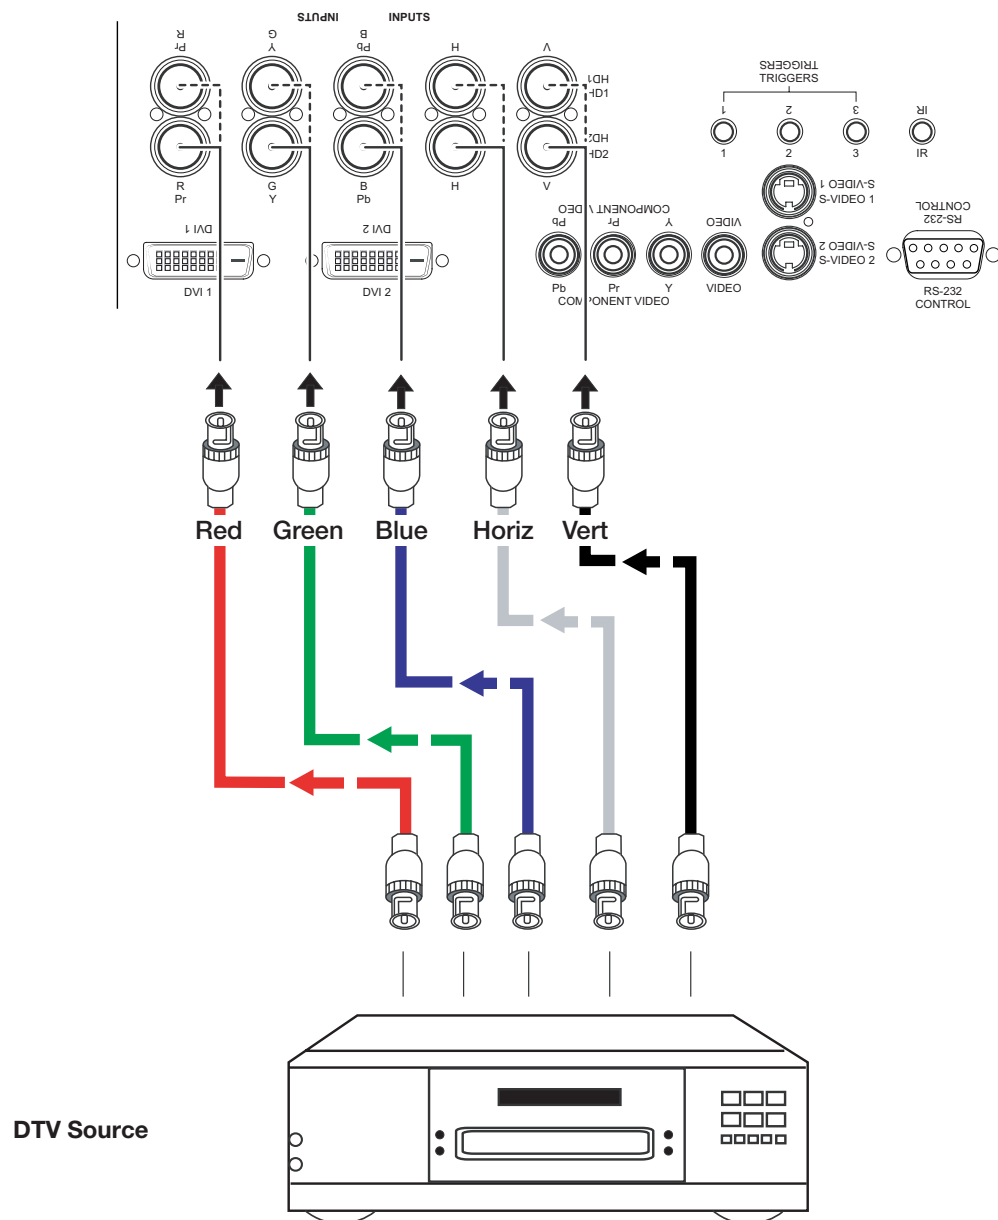 INPUTS INPUTS
R G B H V
Pr Y Pb
HD1
HD1
HD2
HD2
R G B H V
Pr Y Pb
TRIGGERS
TRIGGERS
1 2 3 IR
1 2 3 IR
S-VIDEO 1
S-VIDEO 1
S-VIDEO 2
S-VIDEO 2
COMPONENT VIDEO
Pb Pr Y VIDEO
Pb Pr Y VIDEO
COMPONENT VIDEO
RS-232
CONTROL
RS-232
CONTROL
DVI 1 DVI 2
DVI 1 DVI 2
Red Green Blue Horiz Vert
DTV Source